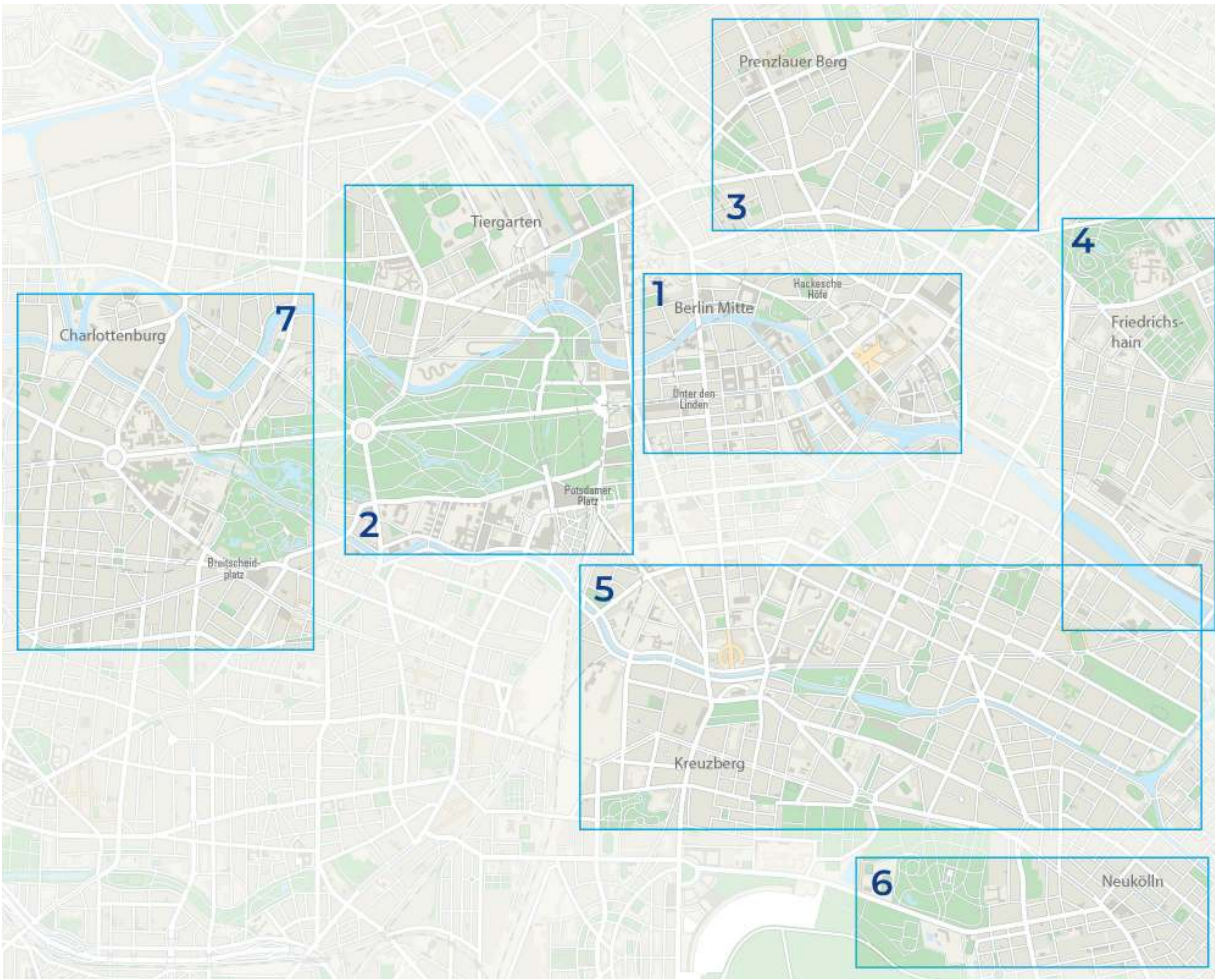 Prenzlauer Berg
3
Tiergarten
4
1
Hackesche
Höfe
Berlin Mitte
7
Charlottenburg
Friedrichs-
hain
Unter den
Linden
Potsdamer
Platz
2
Breitscheid-
platz
5
Kreuzberg
6
Neukölln